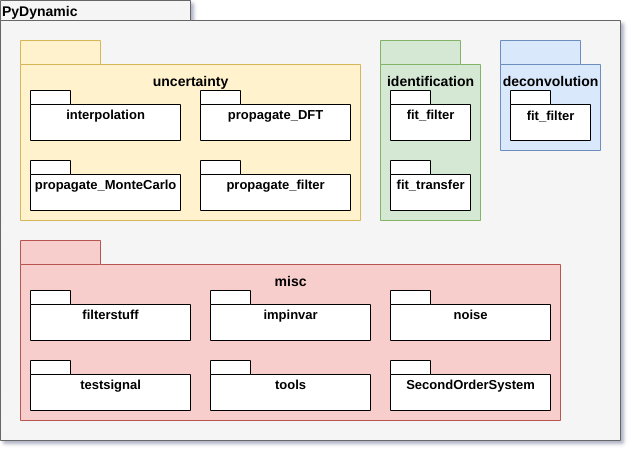 PyDynamic
uncertainty
interpolation
propagate_DFT
propagate_MonteCarlo
propagate_filter
identification
fit_filter
fit_transfer
deconvolution
fit_filter
misc
filterstuff
impinvar
noise
testsignal
tools
SecondOrderSystem